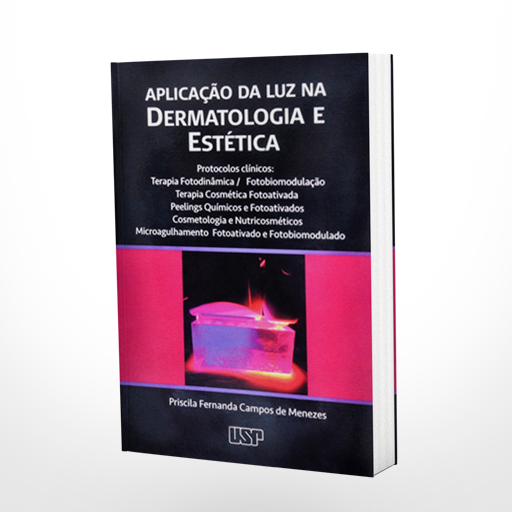 APLICAÇÃO DA LUZ NA
DERMATOLOGIA E
ESTÉTICA
Protocolos clínicos:
Terapia Fotodinâmica / Fotobiomodulação
Terapia Cosmética Fotoativada
Peelings Químicos e Fotoativados
Cosmetologia e Nutricosméticos
Microagulhamento Fotoativado e Fotobiomodulado
Priscila Fernanda Campos de Menezes
USP